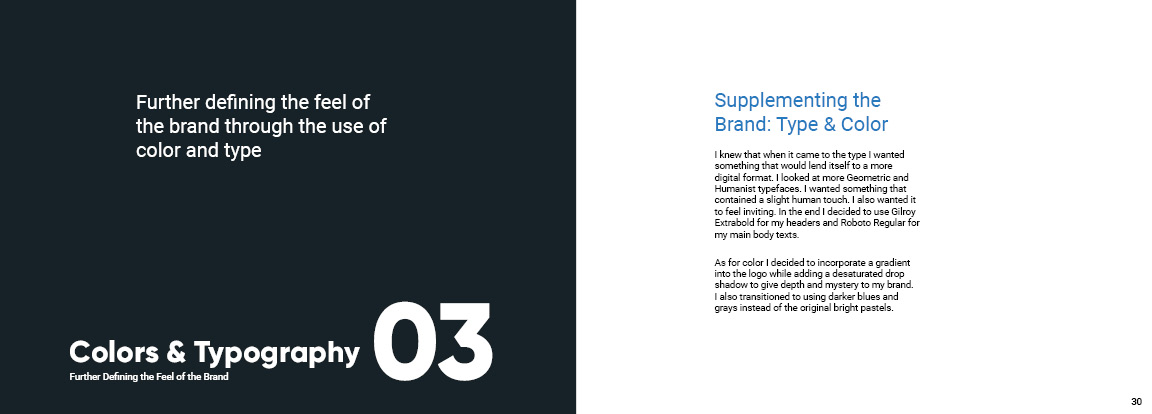 Further defining the feel of
the brand through the use of
color and type
Colors & Typography
03
Further Defining the Feel of the Brand
Supplementing the
Brand: Type & Color
I knew that when it came to the type I wanted
something that would lend itself to a more
digital format. I looked at more Geometric and
Humanist typefaces. I wanted something that
contained a slight human touch. I also wanted it
to feel inviting. In the end I decided to use Gilroy
Extrabold for my headers and Roboto Regular for
my main body texts.
As for color I decided to incorporate a gradient
into the logo while adding a desaturated drop
shadow to give depth and mystery to my brand.
I also transitioned to using darker blues and
grays instead of the original bright pastels.
30